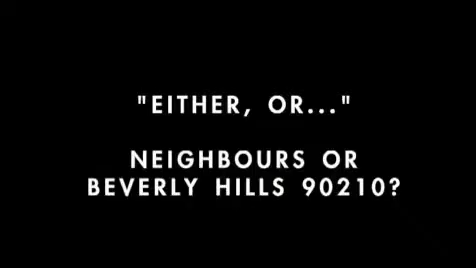 "EITHER, OR..."
NEIGHBOURS OR
BEVERLY HILLS 90210?